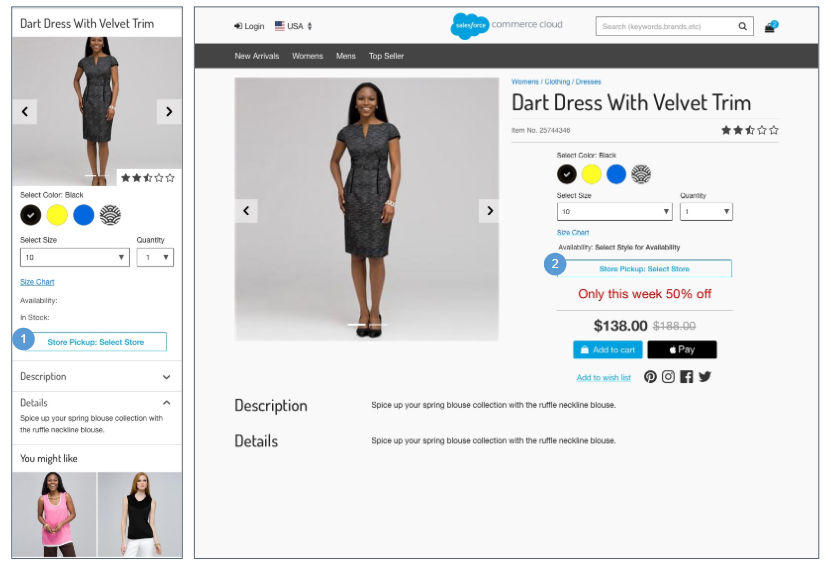 Dart Dress With Velvet Trim
Select Color: Black
Select Size
Quantity
10
1
Size Chart
Availability:
In Stock:
1
Store Pickup: Select Store
Description
Details
Spice up your spring blouse collection with
the ruffle neckline blouse.
You might like
Login
USA
salesforce commerce cloud
Search (keywords,brands,etc)
2
New Arrivals Womens Mens Top Seller
Womens / Clothing / Dresses
Dart Dress With Velvet Trim
Item No. 25744346
Select Color: Black
Select Size
Quantity
10
1
Size Chart
Availability: Select Style for Availability
2
Store Pickup: Select Store
Only this week 50% off
$138.00 $188.00
Add to cart
Pay
Add to wish list
Description
Spice up your spring blouse collection with the ruffle neckline blouse.
Details
Spice up your spring blouse collection with the ruffle neckline blouse.